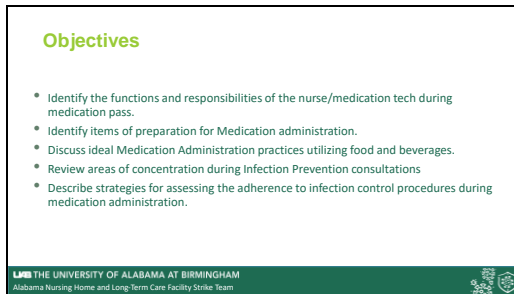 Objectives
• Identify the functions and responsibilities of the nurse/medication tech during
medication pass.
• Identify items of preparation for Medication administration.
• Discuss ideal Medication Administration practices utilizing food and beverages.
• Review areas of concentration during Infection Prevention consultations
• Describe strategies for assessing the adherence to infection control procedures during
medication administration.
UAB THE UNIVERSITY OF ALABAMA AT BIRMINGHAM
Alabama Nursing Home and Long-Term Care Facility Strike Team